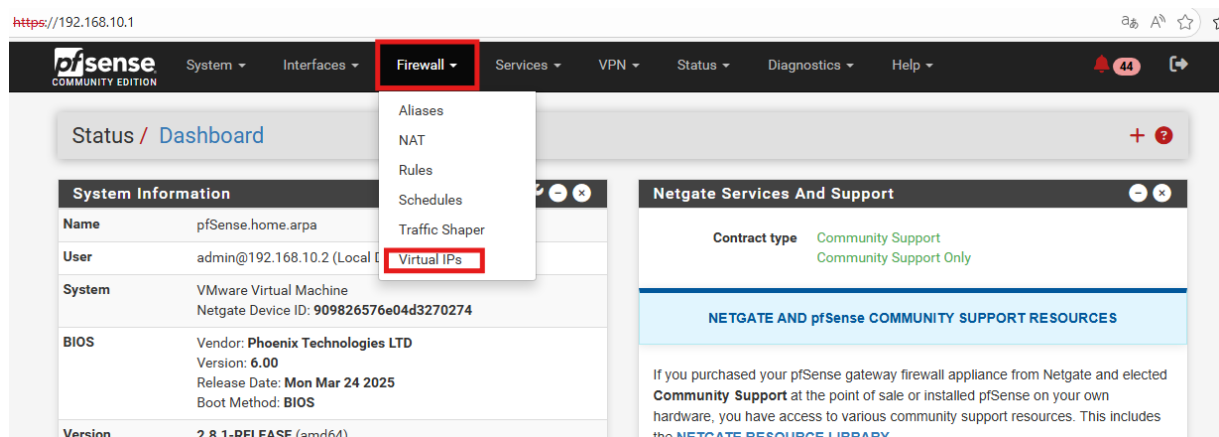 https://192.168.10.1
pfsense
COMMUNITY EDITION
System
Interfaces
Firewall
Services
VPN
Status
Diagnostics
Help
44
Aliases
NAT
Rules
Schedules
Traffic Shaper
Virtual IPs
Status / Dashboard
System Information
Name pfSense.home.arpa
User admin@192.168.10.2 (Local
System VMware Virtual Machine
Netgate Device ID: 909826576e04d3270274
BIOS Vendor: Phoenix Technologies LTD
Version: 6.00
Release Date: Mon Mar 24 2025
Boot Method: BIOS
Version 2.8.1-RELEASE (amd64)
Netgate Services And Support
Contract type Community Support
Community Support Only
NETGATE AND pfSense COMMUNITY SUPPORT RESOURCES
If you purchased your pfSense gateway firewall appliance from Netgate and elected
Community Support at the point of sale or installed pfSense on your own
hardware, you have access to various community support resources. This includes
the NETGATE RESOURCE LIBRARY.